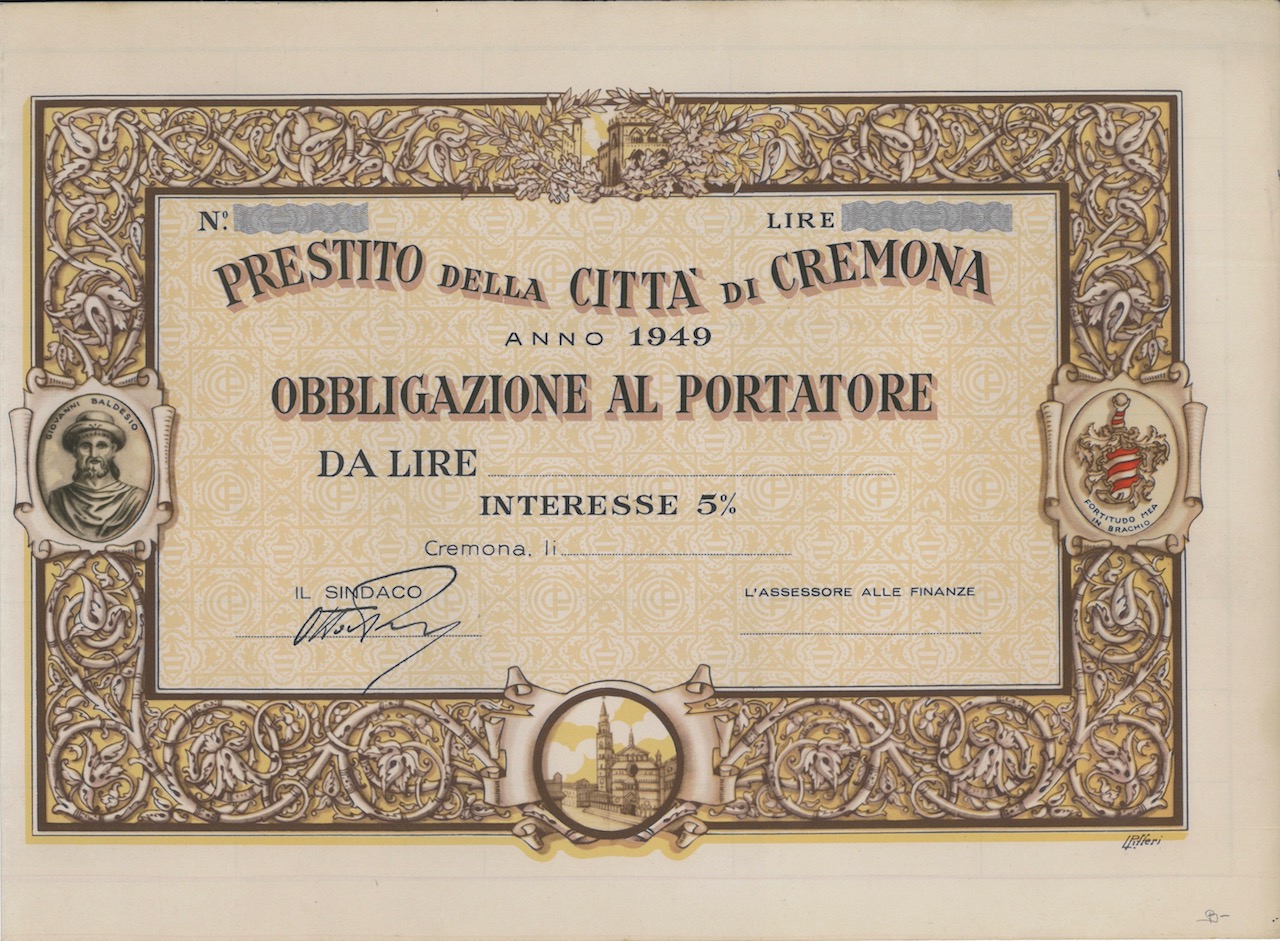 N.º LIRE
PRESTITO DELLA CITTÀ DI CREMONA
ANNO 1949
OBBLIGAZIONE AL PORTATORE
DA LIRE
INTERESSE 5%
Cremona, li
IL SINDACO L'ASSESSORE ALLE FINANZE
GIOVANNI BALDESIO
FORTITUDO MEA
IN BRACHIO